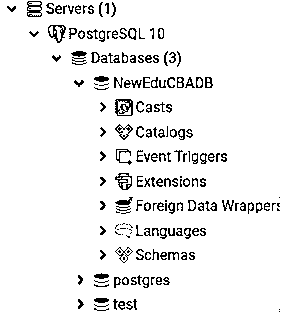 Servers (1)
PostgreSQL 10
Databases (3)
NewEduCBADB
Casts
Catalogs
Event Triggers
Extensions
Foreign Data Wrappers
Languages
Schemas
postgres
test